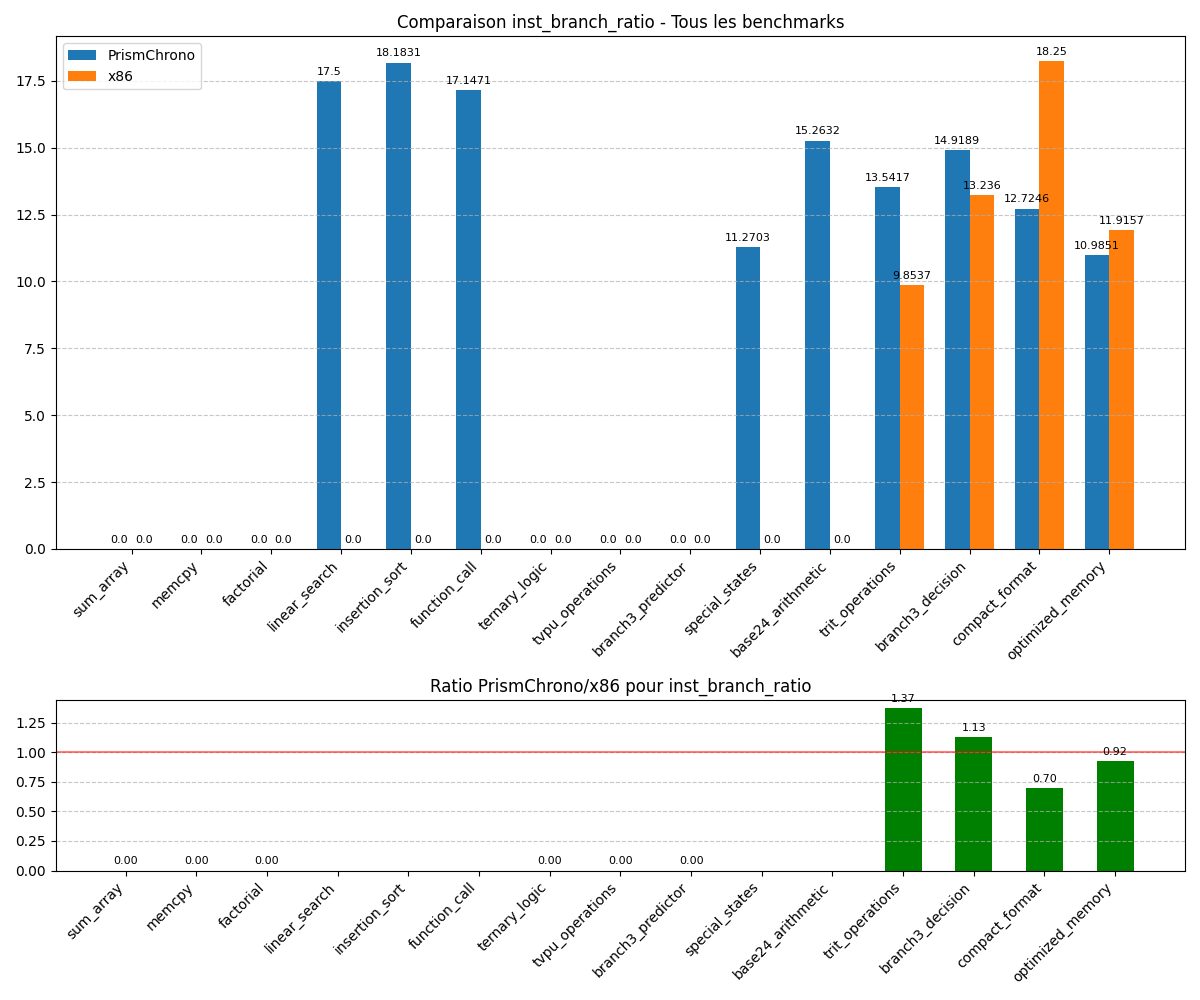 Comparaison inst_branch_ratio - Tous les benchmarks
PrismChrono
x86
17.5
15.0
12.5
10.0
7.5
5.0
2.5
0.0
0.0 0.0 0.0 0.0 0.0 0.0 17.5 0.0 18.1831 0.0 17.1471 0.0 0.0 0.0 0.0 0.0 0.0 0.0 11.2703 0.0 15.2632 0.0 13.5417 9.8537 14.9189 13.236 12.7246 18.25 10.9851 11.9157
sum_array
memcpy
factorial
linear_search
insertion_sort
function_call
ternary_logic
tvpu_operations
branch3_predictor
special_states
base24_arithmetic
trit_operations
branch3_decision
compact_format
optimized_memory
Ratio PrismChrono/x86 pour inst_branch_ratio
1.25
1.00
0.75
0.50
0.25
0.00
0.00 0.00 0.00 0.00 0.00 0.00 1.37 1.13 0.70 0.92
sum_array
memcpy
factorial
linear_search
insertion_sort
function_call
ternary_logic
tvpu_operations
branch3_predictor
special_states
base24_arithmetic
trit_operations
branch3_decision
compact_format
optimized_memory